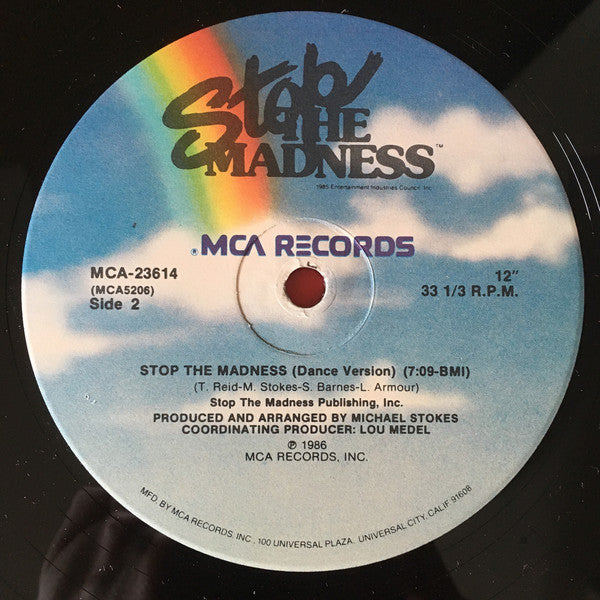 Stop
THE
MADNESS™
1985 Entertainment Industries Council, Inc.
®MCA RECORDS
MCA-23614
(MCA5206)
Side 2
12"
33 1/3 R.P.M.
STOP THE MADNESS (Dance Version) (7:09-BMI)
(T. Reid-M. Stokes-S. Barnes-L. Armour)
Stop The Madness Publishing, Inc.
PRODUCED AND ARRANGED BY MICHAEL STOKES
COORDINATING PRODUCER: LOU MEDEL
℗ 1986
MCA RECORDS, INC.
MFD. BY MCA RECORDS, INC., 100 UNIVERSAL PLAZA, UNIVERSAL CITY, CALIF. 91608